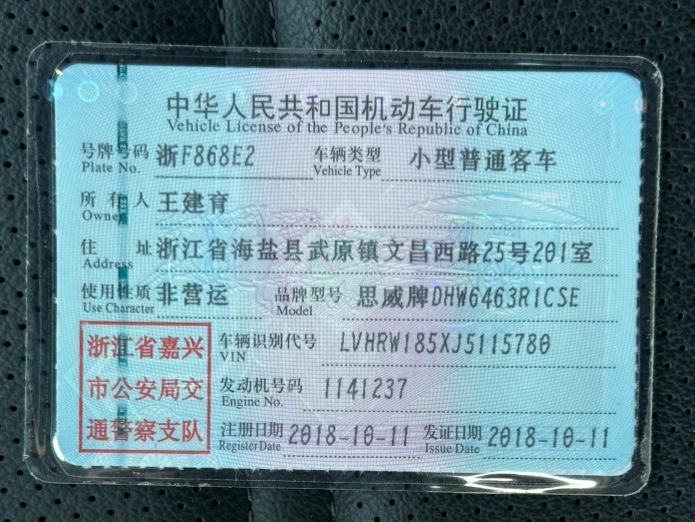 中华人民共和国机动车行驶证
Vehicle License of the People's Republic of China
号牌号码 浙F868E2 车辆类型 小型普通客车
Plate No. Vehicle Type
所有人 王建育
Owner
住址 浙江省海盐县武原镇文昌西路25号201室
Address
使用性质 非营运 品牌型号 思威牌DHW6463R1CSE
Use Character Model
浙江省嘉兴 车辆识别代号 LVHRW185XJ5115780
VIN
市公安局交 发动机号码 1141237
Engine No.
通警察支队 注册日期 2018-10-11 发证日期 2018-10-11
Register Date Issue Date